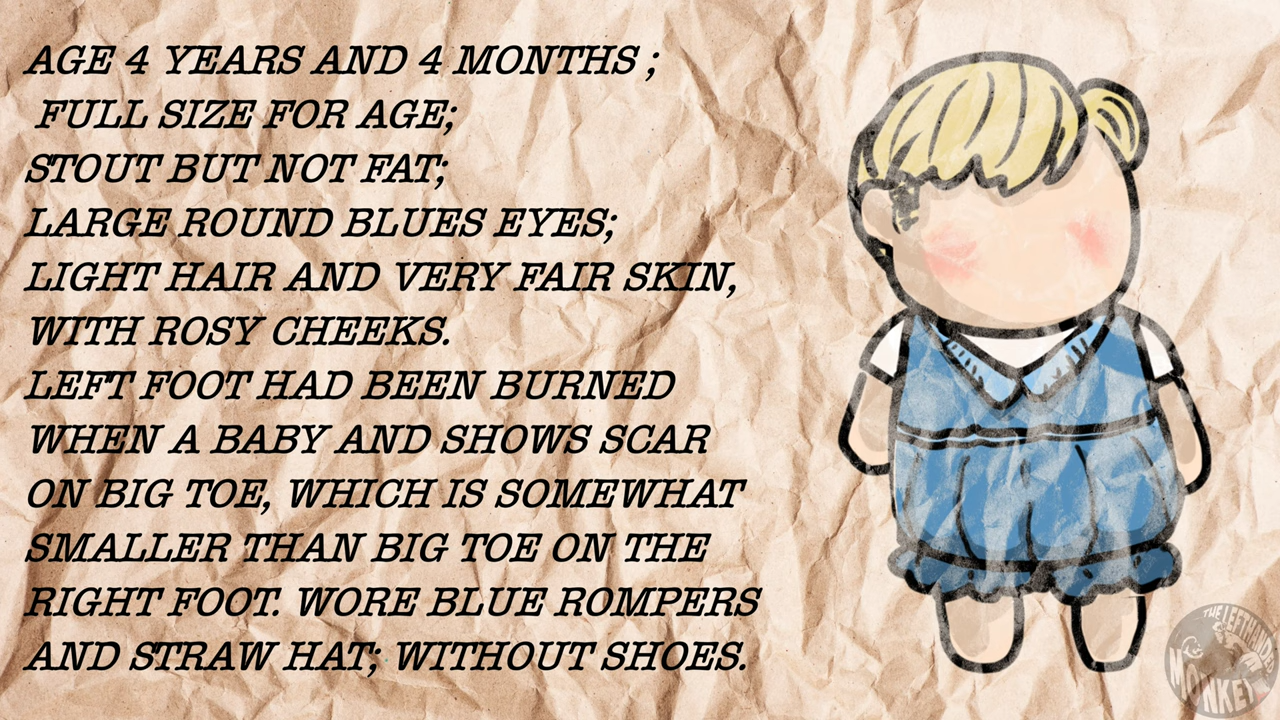 AGE 4 YEARS AND 4 MONTHS ;
FULL SIZE FOR AGE;
STOUT BUT NOT FAT;
LARGE ROUND BLUES EYES;
LIGHT HAIR AND VERY FAIR SKIN,
WITH ROSY CHEEKS.
LEFT FOOT HAD BEEN BURNED
WHEN A BABY AND SHOWS SCAR
ON BIG TOE, WHICH IS SOMEWHAT
SMALLER THAN BIG TOE ON THE
RIGHT FOOT. WORE BLUE ROMPERS
AND STRAW HAT; WITHOUT SHOES.
THE LEFTHANDED
MONKEY